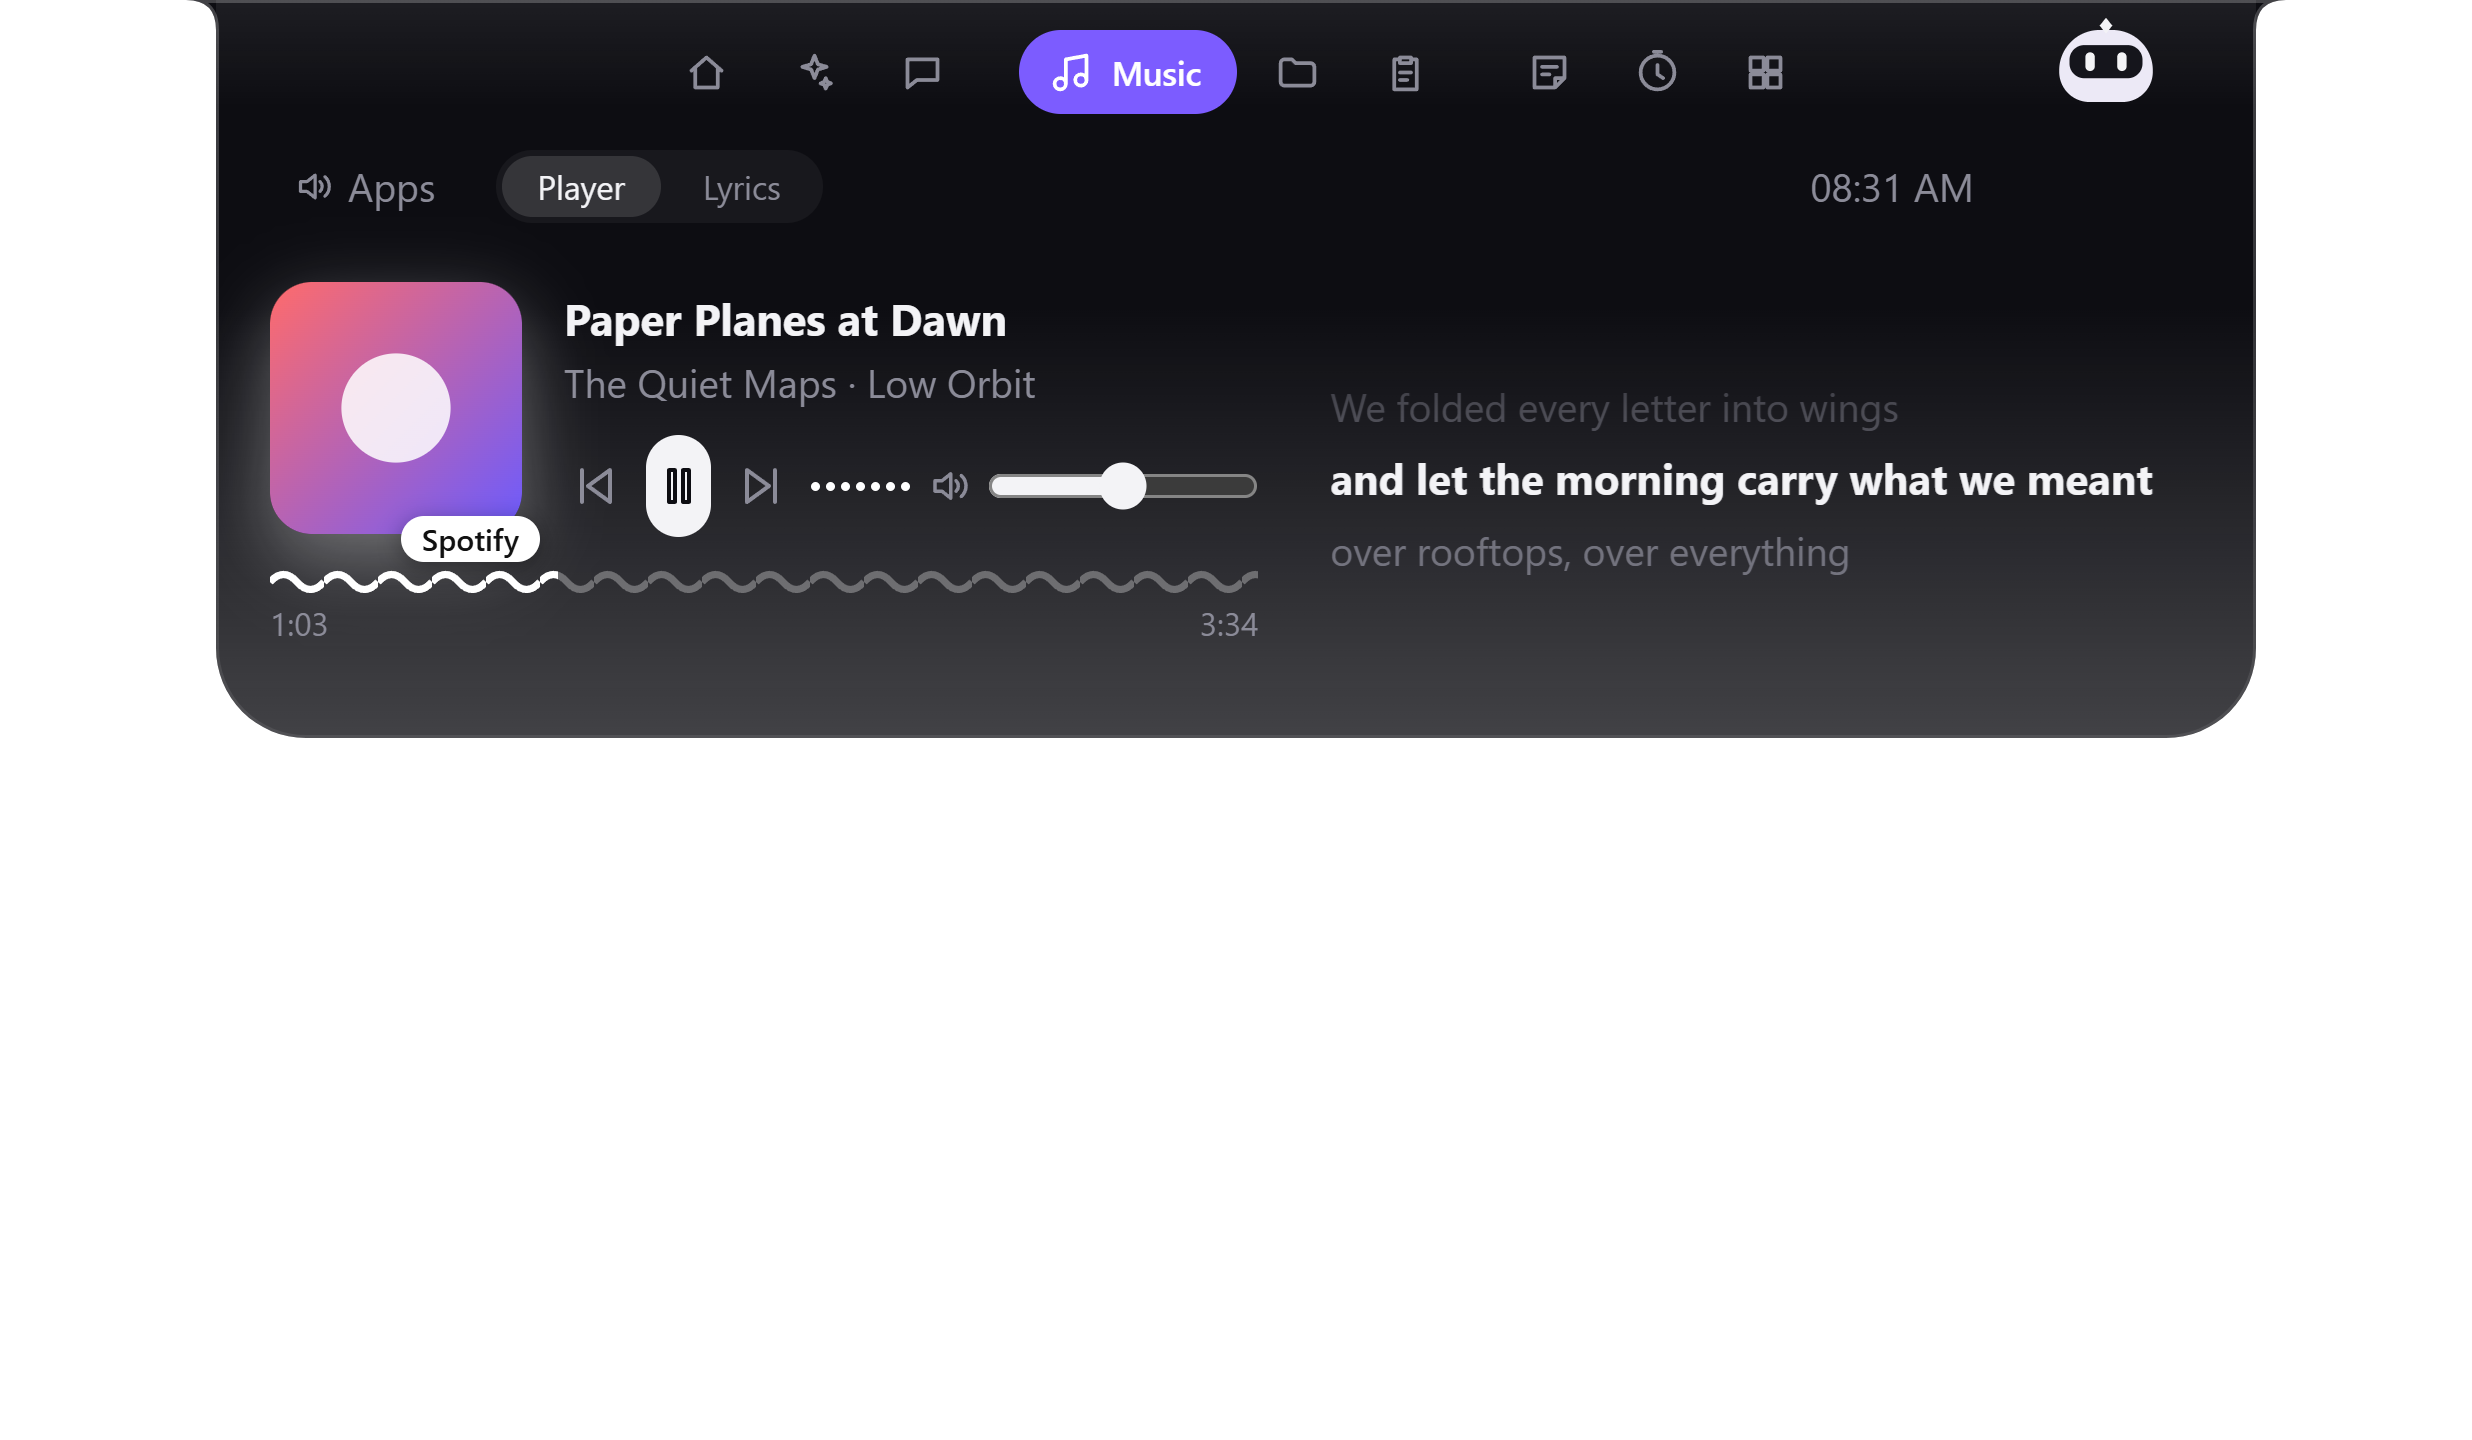 Music
Apps
Player
Lyrics
08:31 AM
Paper Planes at Dawn
The Quiet Maps · Low Orbit
Spotify
1:03
3:34
We folded every letter into wings
and let the morning carry what we meant
over rooftops, over everything